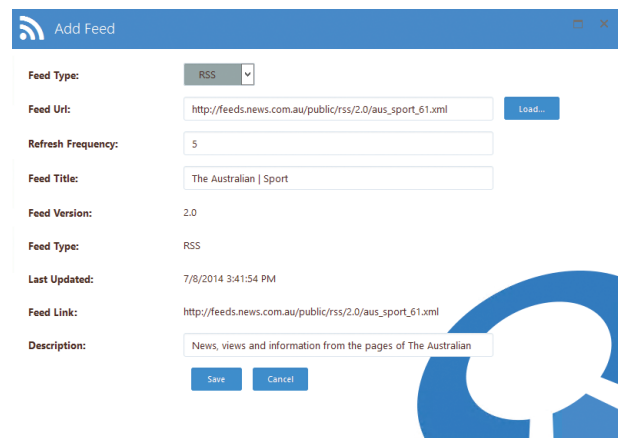 Add Feed
Feed Type: RSS
Feed Url: http://feeds.news.com.au/public/rss/2.0/aus_sport_61.xml Load...
Refresh Frequency: 5
Feed Title: The Australian | Sport
Feed Version: 2.0
Feed Type: RSS
Last Updated: 7/8/2014 3:41:54 PM
Feed Link: http://feeds.news.com.au/public/rss/2.0/aus_sport_61.xml
Description: News, views and information from the pages of The Australian
Save Cancel